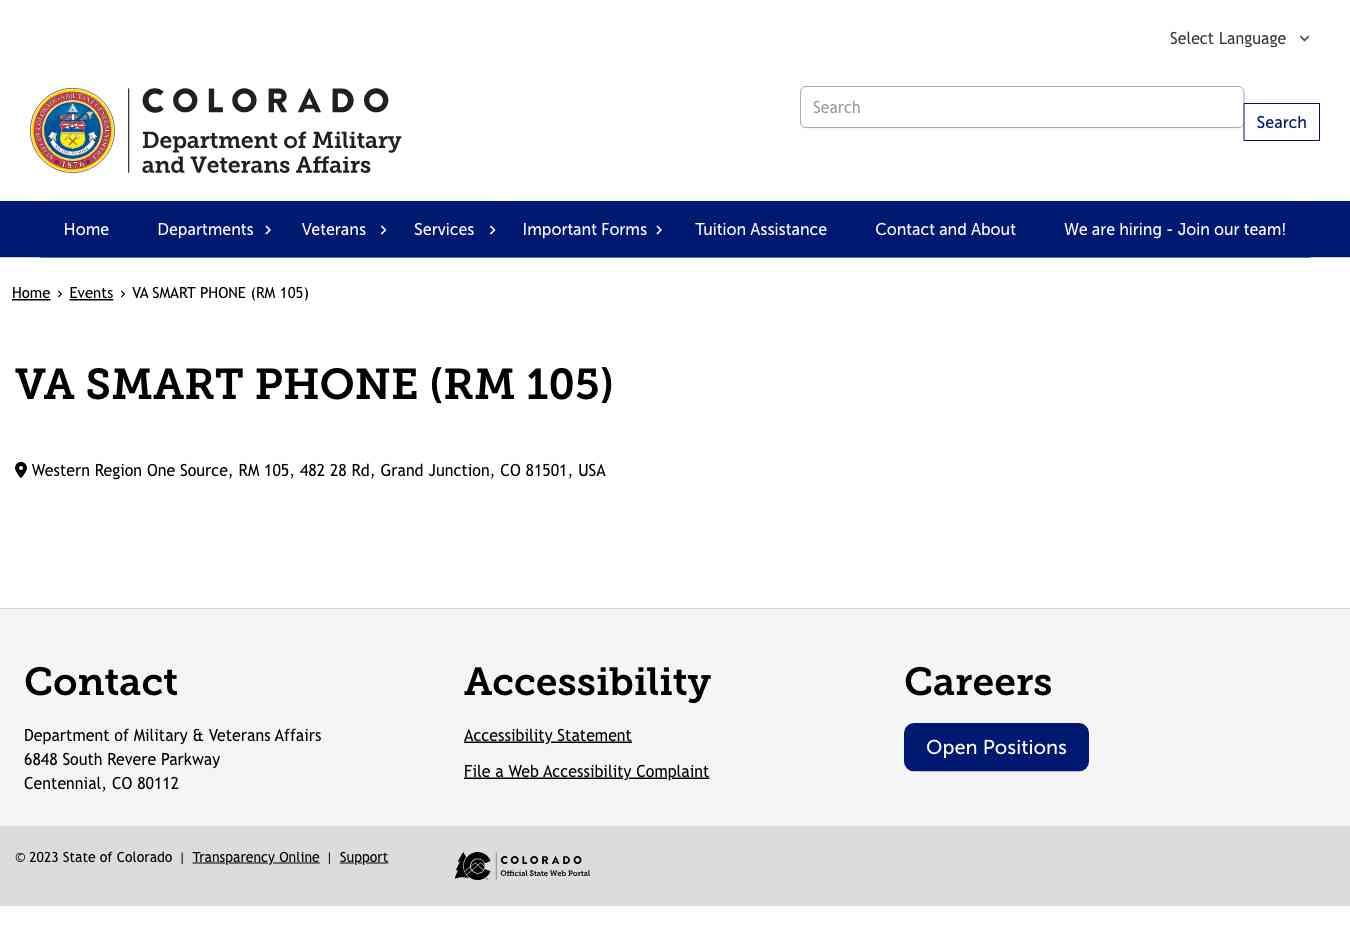 Select Language
COLORADO
Department of Military
and Veterans Affairs
1876
Search
Search
Home
Departments
Veterans
Services
Important Forms
Tuition Assistance
Contact and About
We are hiring - Join our team!
Home › Events › VA SMART PHONE (RM 105)
VA SMART PHONE (RM 105)
Western Region One Source, RM 105, 482 28 Rd, Grand Junction, CO 81501, USA
Contact
Department of Military & Veterans Affairs
6848 South Revere Parkway
Centennial, CO 80112
Accessibility
Accessibility Statement
File a Web Accessibility Complaint
Careers
Open Positions
© 2023 State of Colorado | Transparency Online | Support
COLORADO
Official State Web Portal